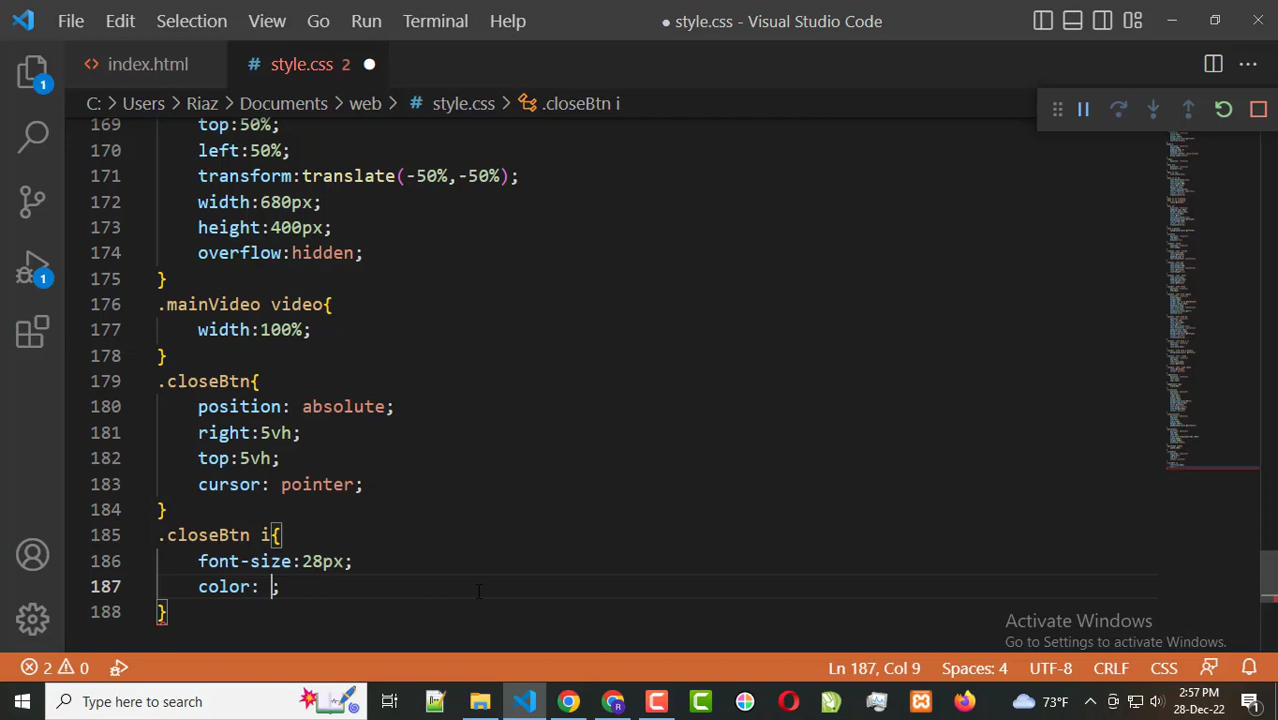 File Edit Selection View Go Run Terminal Help ● style.css - Visual Studio Code
<> index.html # style.css 2 ●
C: > Users > Riaz > Documents > web > # style.css > .closeBtn i
169 top:50%;
170 left:50%;
171 transform:translate(-50%,-50%);
172 width:680px;
173 height:400px;
174 overflow:hidden;
175 }
176 .mainVideo video{
177 width:100%;
178 }
179 .closeBtn{
180 position: absolute;
181 right:5vh;
182 top:5vh;
183 cursor: pointer;
184 }
185 .closeBtn i{
186 font-size:28px;
187 color: ;
188 }
1
1
Activate Windows
Go to Settings to activate Windows.
2 0 Ln 187, Col 9 Spaces: 4 UTF-8 CRLF CSS
Type here to search 73°F 2:57 PM
28-Dec-22 1